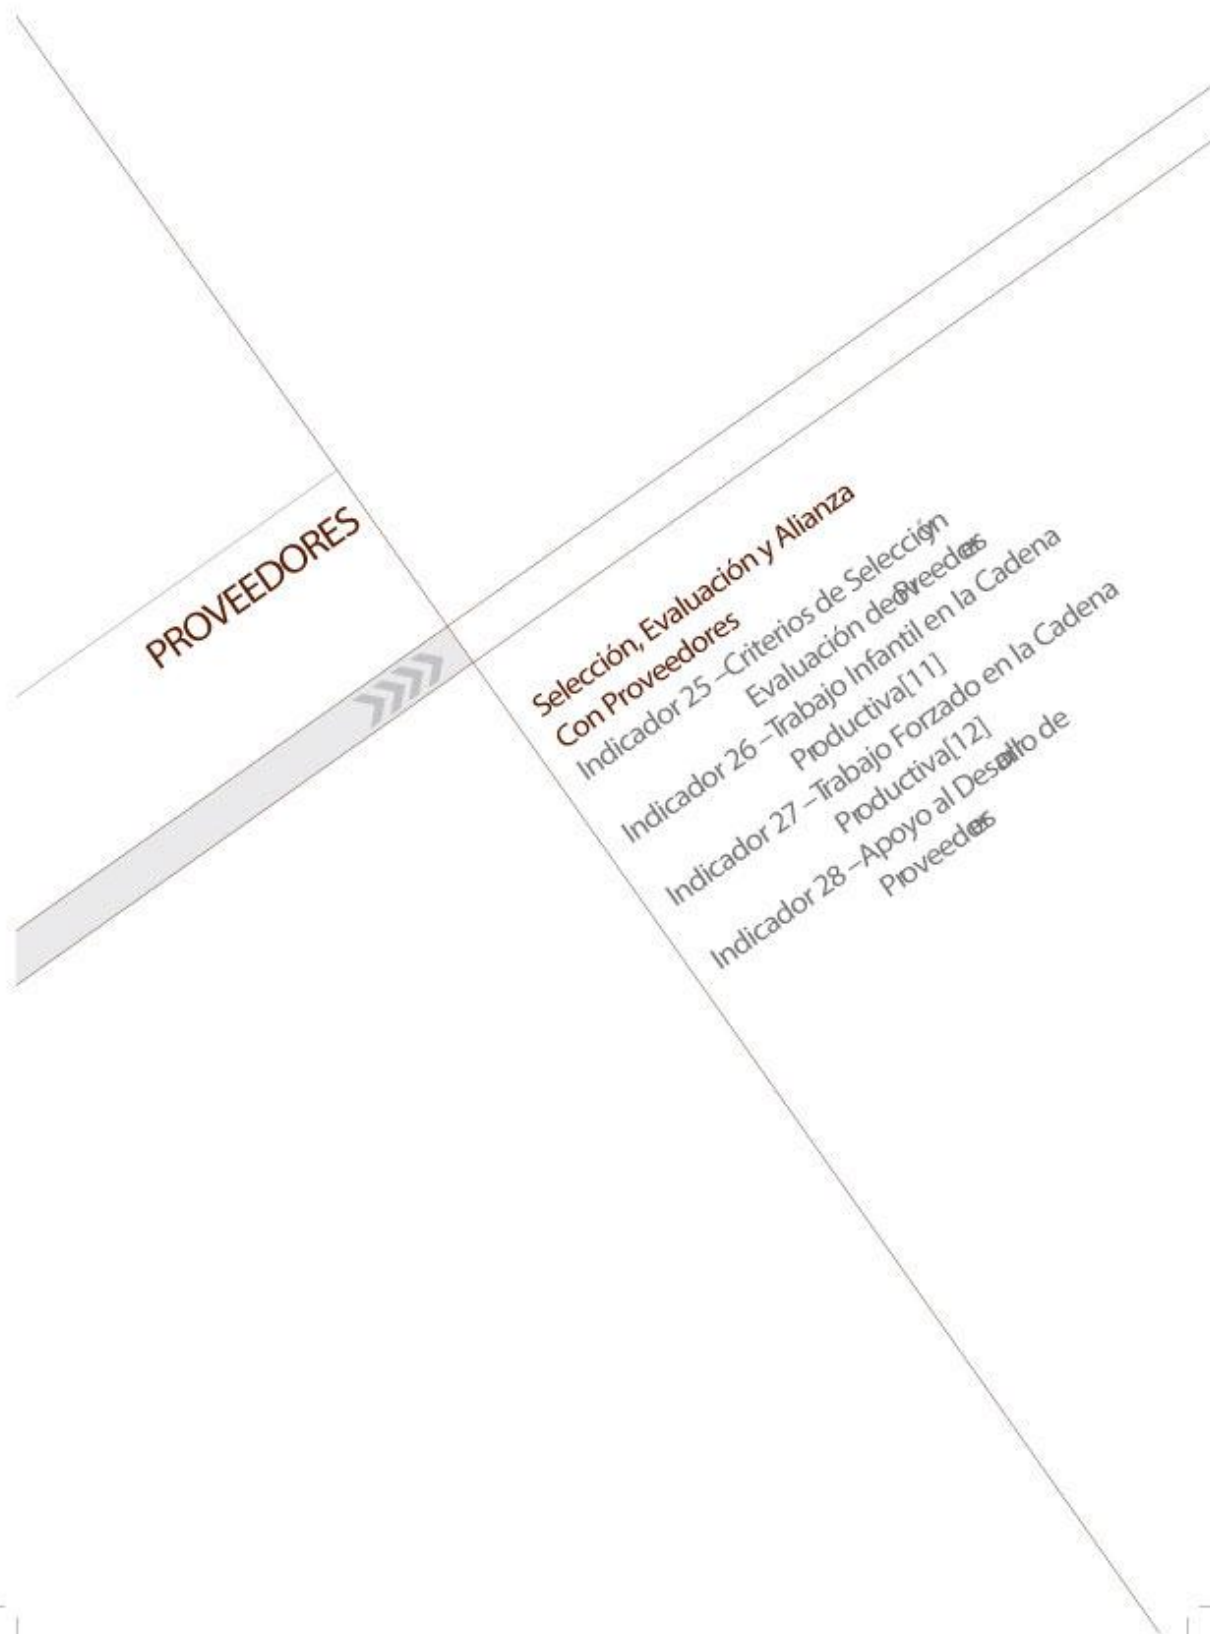 PROVEEDORES
Selección, Evaluación y Alianza
Con Proveedores
Indicador 25 –Criterios de Selección y
Evaluación de Proveedores
Indicador 26 –Trabajo Infantil en la Cadena
Productiva[11]
Indicador 27 –Trabajo Forzado en la Cadena
Productiva[12]
Indicador 28 –Apoyo al Desarrollo de
Proveedores